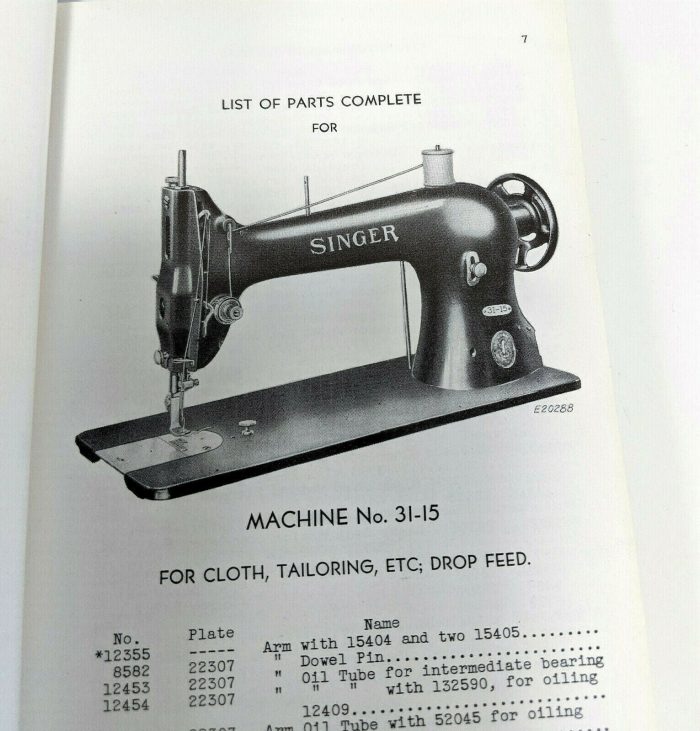 7
LIST OF PARTS COMPLETE
FOR
SINGER
31-15
E20288
MACHINE No. 31-15
FOR CLOTH, TAILORING, ETC; DROP FEED.
No. Plate Name
*12355 ----- Arm with 15404 and two 15405.........
8582 22307 " Dowel Pin.......................
12453 22307 " Oil Tube for intermediate bearing
12454 22307 " " " with 132590, for oiling
12409..............................
Arm Oil Tube with 52045 for oiling